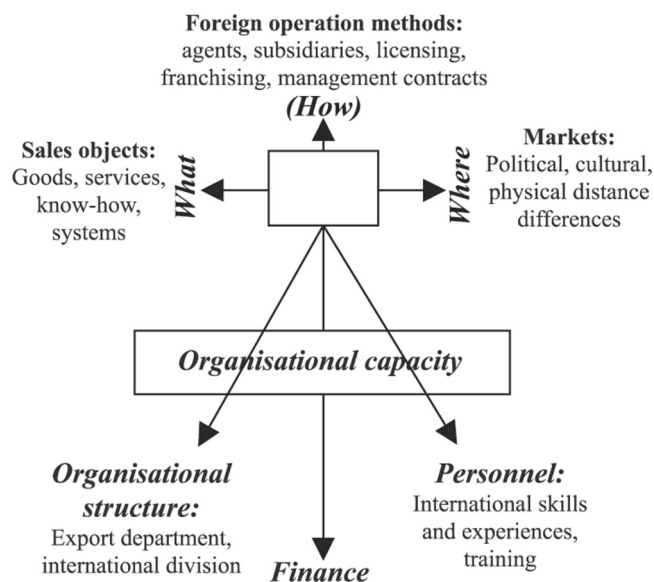 Foreign operation methods:
agents, subsidiaries, licensing,
franchising, management contracts
(How)
Sales objects:
Goods, services,
know-how,
systems
What
Where
Markets:
Political, cultural,
physical distance
differences
Organisational capacity
Organisational
structure:
Export department,
international division
Finance
Personnel:
International skills
and experiences,
training